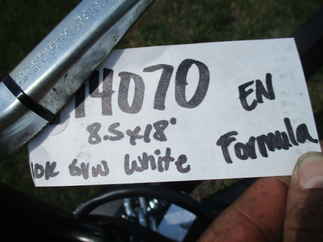 14070 EN
8.5x18'
10K GVW White Formula